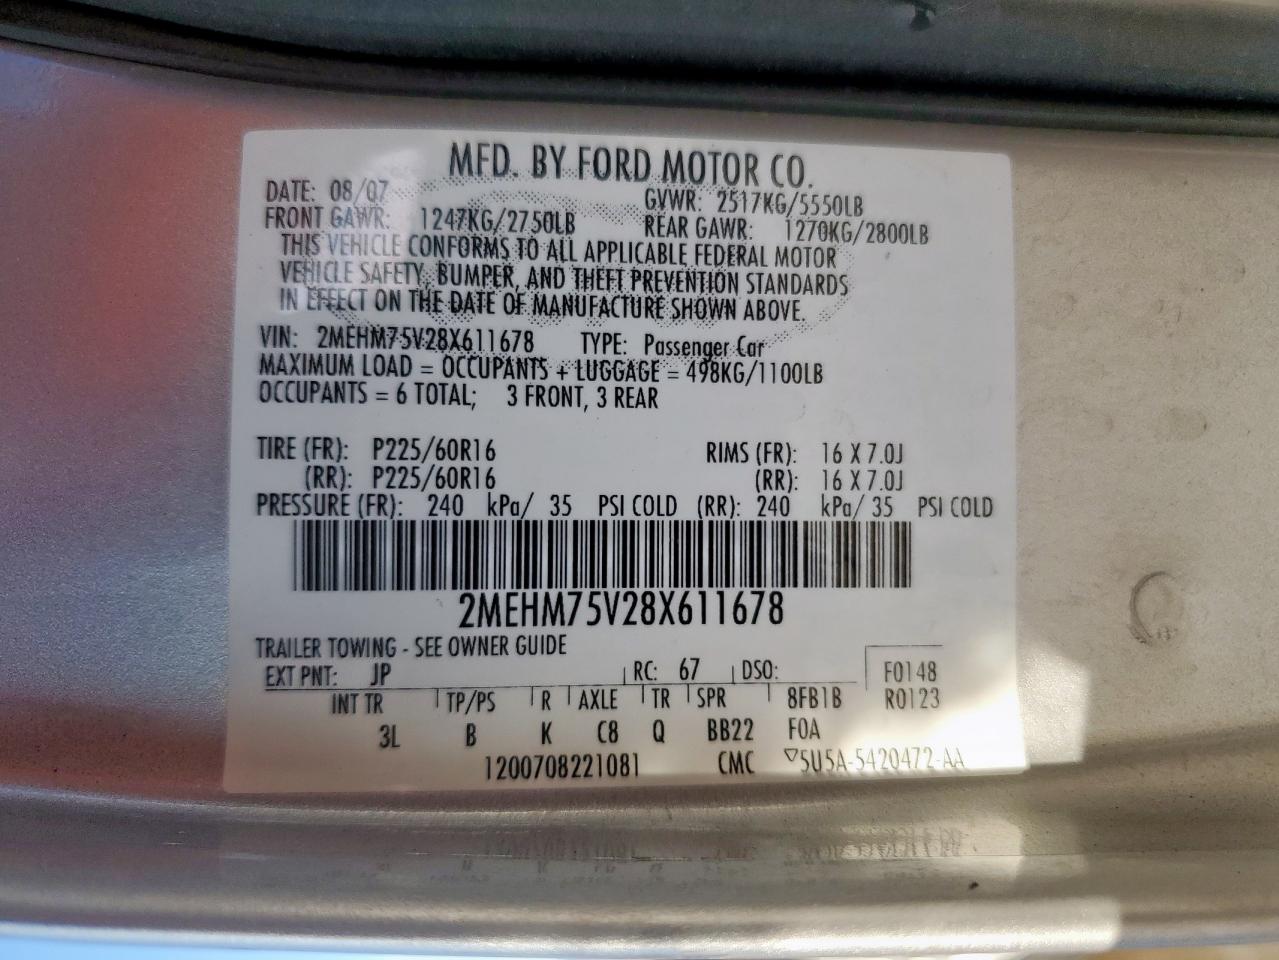 MFD. BY FORD MOTOR CO.
DATE: 08/07 GVWR: 2517KG/5550LB
FRONT GAWR: 1247KG/2750LB REAR GAWR: 1270KG/2800LB
THIS VEHICLE CONFORMS TO ALL APPLICABLE FEDERAL MOTOR
VEHICLE SAFETY, BUMPER, AND THEFT PREVENTION STANDARDS
IN EFFECT ON THE DATE OF MANUFACTURE SHOWN ABOVE.
VIN: 2MEHM75V28X611678 TYPE: Passenger Car
MAXIMUM LOAD = OCCUPANTS + LUGGAGE = 498KG/1100LB
OCCUPANTS = 6 TOTAL; 3 FRONT, 3 REAR
TIRE (FR): P225/60R16 RIMS (FR): 16 X 7.0J
(RR): P225/60R16 (RR): 16 X 7.0J
PRESSURE (FR): 240 kPa/ 35 PSI COLD (RR): 240 kPa/ 35 PSI COLD
2MEHM75V28X611678
TRAILER TOWING - SEE OWNER GUIDE
EXT PNT: JP RC: 67 DSO: F0148
INT TR TP/PS R AXLE TR SPR 8FB1B R0123
3L B K C8 Q BB22 F0A
1200708221081 CMC ▽5U5A-5420472-AA